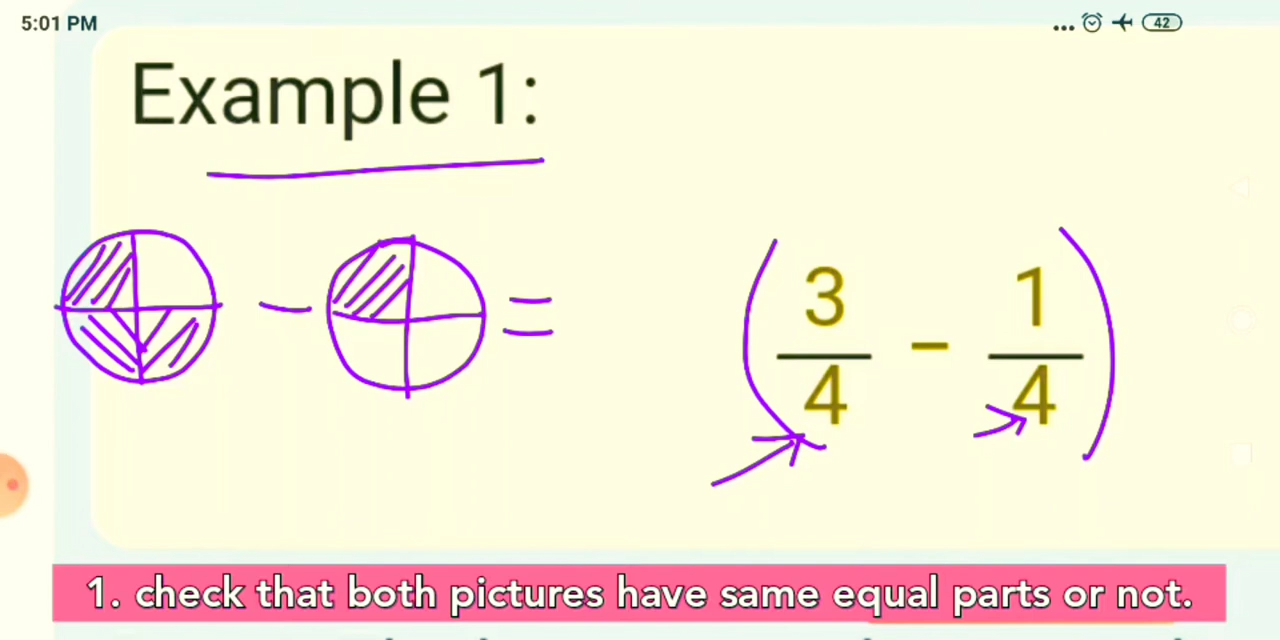 5:01 PM
... 42
Example 1:
- =
( 3/4 - 1/4 )
1. check that both pictures have same equal parts or not.